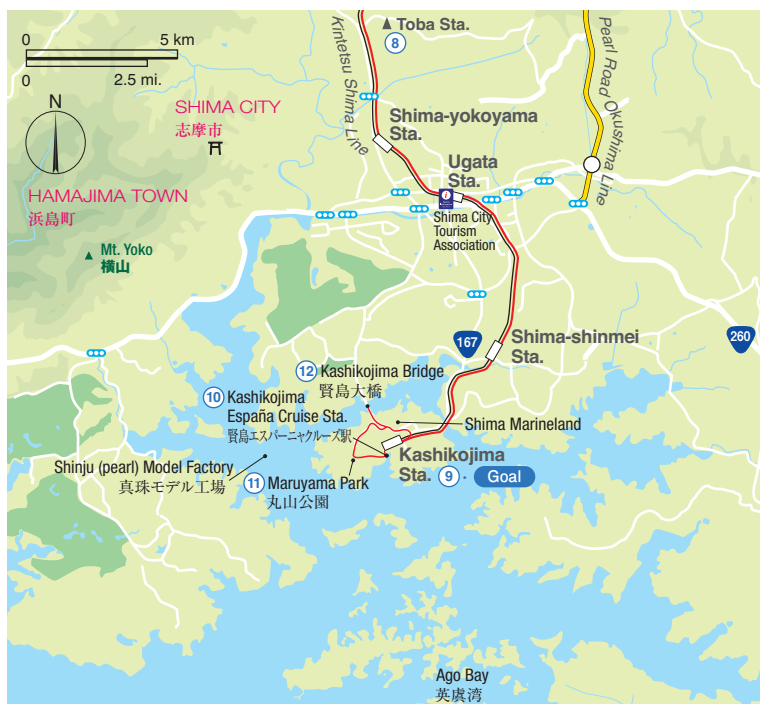 0 5 km
0 2.5 mi.
N
Toba Sta.
8
Kintetsu Shima Line
Pearl Road Okushima Line
SHIMA CITY
志摩市
Shima-yokoyama
Sta.
Ugata
Sta.
i
Shima City
Tourism
Association
HAMAJIMA TOWN
浜島町
Mt. Yoko
横山
167
Shima-shinmei
Sta.
260
12 Kashikojima Bridge
賢島大橋
10 Kashikojima
España Cruise Sta.
賢島エスパーニャクルーズ駅
Shima Marineland
Shinju (pearl) Model Factory
真珠モデル工場
11 Maruyama Park
丸山公園
Kashikojima
Sta. 9 · Goal
Ago Bay
英虞湾